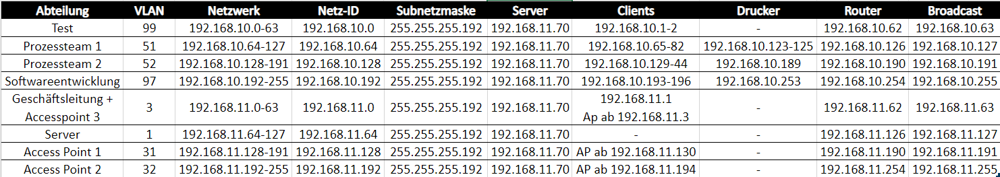 Abteilung VLAN Netzwerk Netz-ID Subnetzmaske Server Clients Drucker Router Broadcast
Test 99 192.168.10.0-63 192.168.10.0 255.255.255.192 192.168.11.70 192.168.10.1-2 - 192.168.10.62 192.168.10.63
Prozessteam 1 51 192.168.10.64-127 192.168.10.64 255.255.255.192 192.168.11.70 192.168.10.65-82 192.168.10.123-125 192.168.10.126 192.168.10.127
Prozessteam 2 52 192.168.10.128-191 192.168.10.128 255.255.255.192 192.168.11.70 192.168.10.129-44 192.168.10.189 192.168.10.190 192.168.10.191
Softwareentwicklung 97 192.168.10.192-255 192.168.10.192 255.255.255.192 192.168.11.70 192.168.10.193-196 192.168.10.253 192.168.10.254 192.168.10.255
Geschäftsleitung +
Accesspoint 3 3 192.168.11.0-63 192.168.11.0 255.255.255.192 192.168.11.70 192.168.11.1
Ap ab 192.168.11.3 - 192.168.11.62 192.168.11.63
Server 1 192.168.11.64-127 192.168.11.64 255.255.255.192 192.168.11.70 - - 192.168.11.126 192.168.11.127
Access Point 1 31 192.168.11.128-191 192.168.11.128 255.255.255.192 192.168.11.70 AP ab 192.168.11.130 - 192.168.11.190 192.168.11.191
Access Point 2 32 192.168.11.192-255 192.168.11.192 255.255.255.192 192.168.11.70 AP ab 192.168.11.194 - 192.168.11.254 192.168.11.255